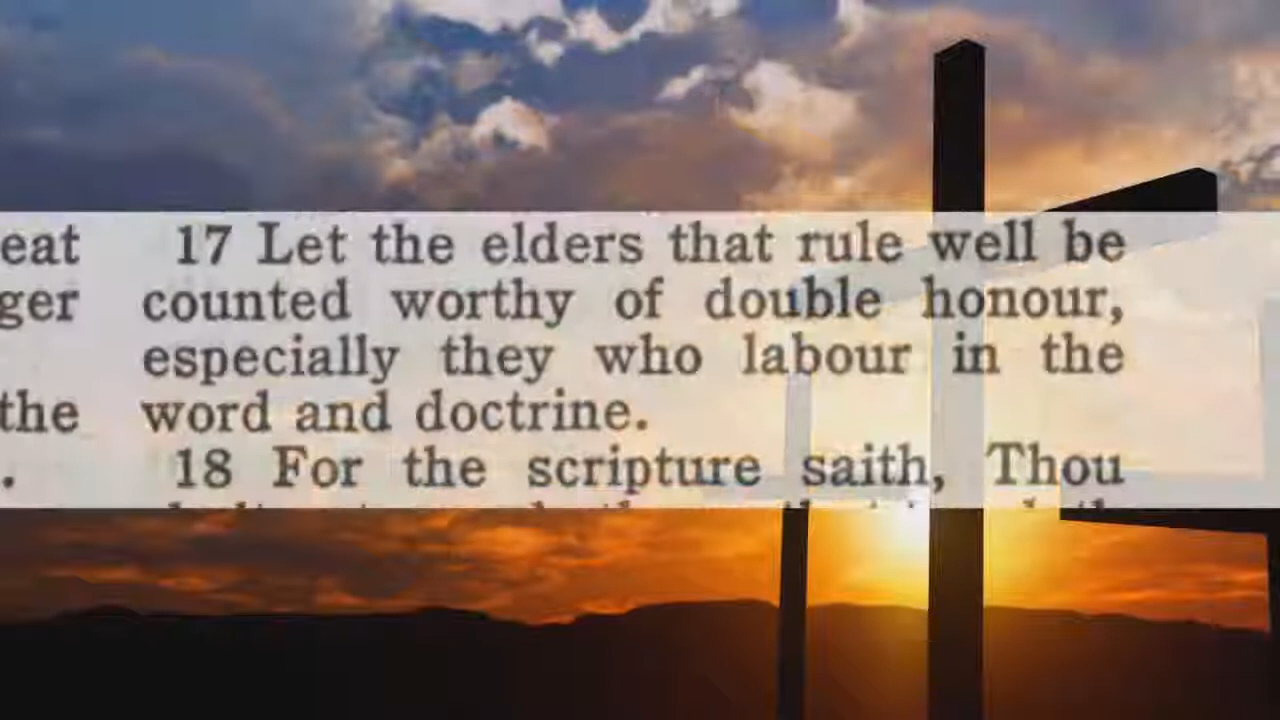 eat
ger
the
.
17 Let the elders that rule well be
counted worthy of double honour,
especially they who labour in the
word and doctrine.
18 For the scripture saith, Thou